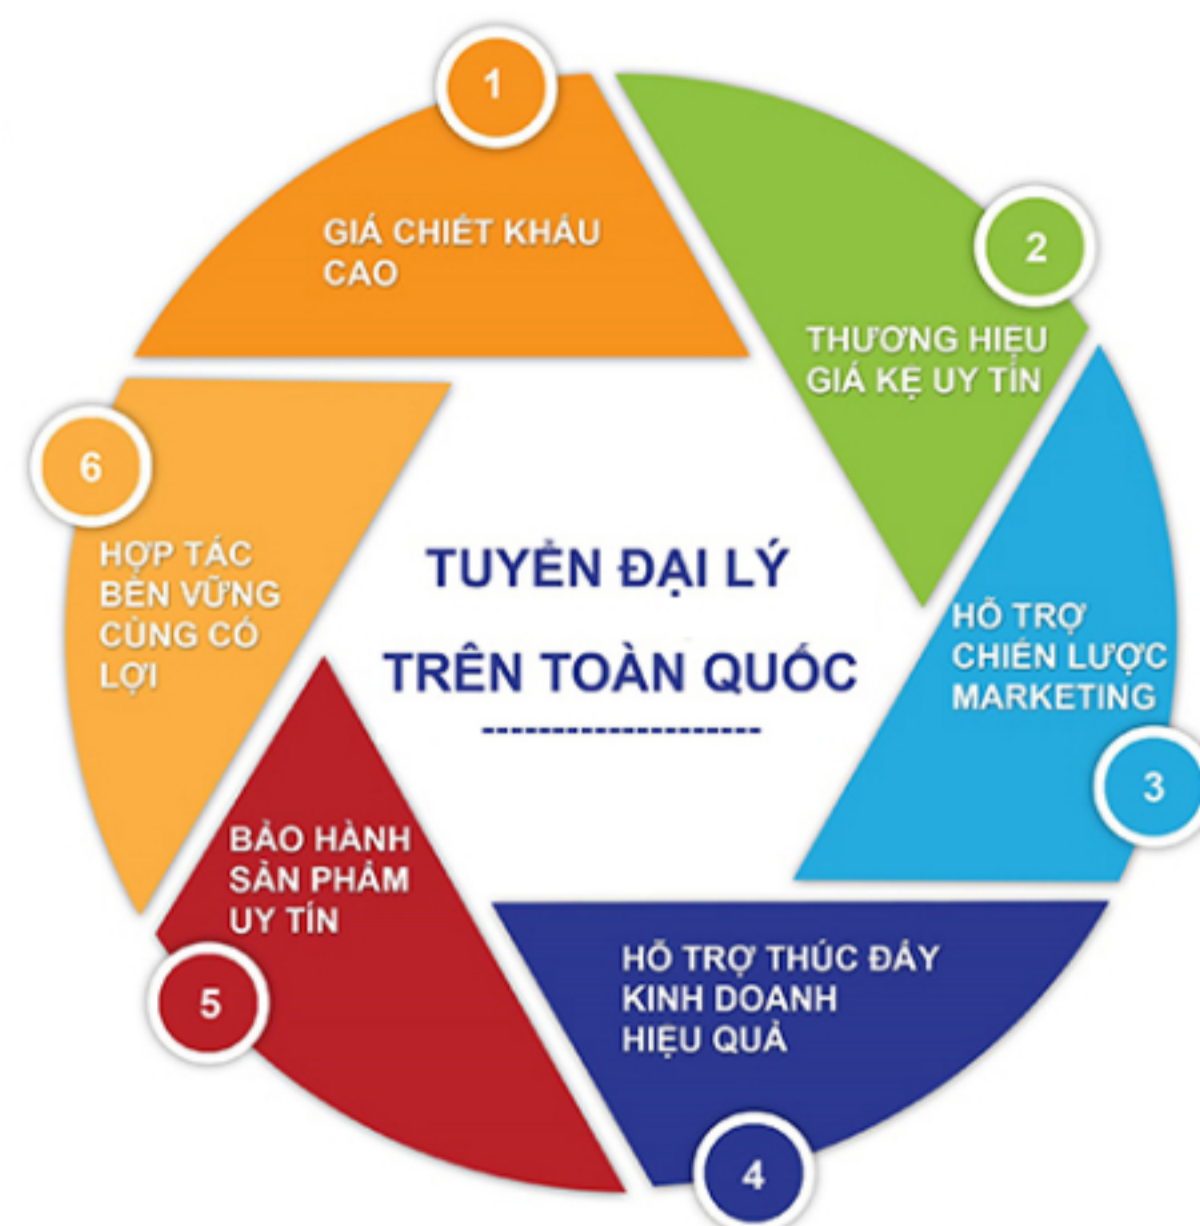 1
GIÁ CHIẾT KHẤU
CAO
2
THƯƠNG HIỆU
GIÁ KỆ UY TÍN
3
HỖ TRỢ
CHIẾN LƯỢC
MARKETING
4
HỖ TRỢ THÚC ĐẨY
KINH DOANH
HIỆU QUẢ
5
BẢO HÀNH
SẢN PHẨM
UY TÍN
6
HỢP TÁC
BỀN VỮNG
CÙNG CÓ
LỢI
TUYỂN ĐẠI LÝ
TRÊN TOÀN QUỐC
--------------------